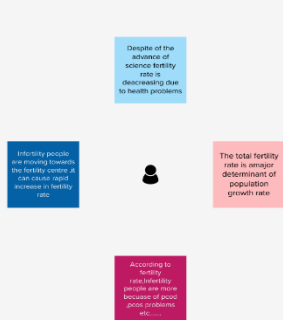 Despite of the
advance of
science fertility
rate is
deacreasing due
to health problems
Infertility people
are moving towards
the fertility centre .it
can cause rapid
increase in fertility
rate
The total fertility
rate is amajor
determinant of
population
growth rate
According to
fertility
rate.Infertility
people are more
becuase of pcod
,pcos problems
etc......